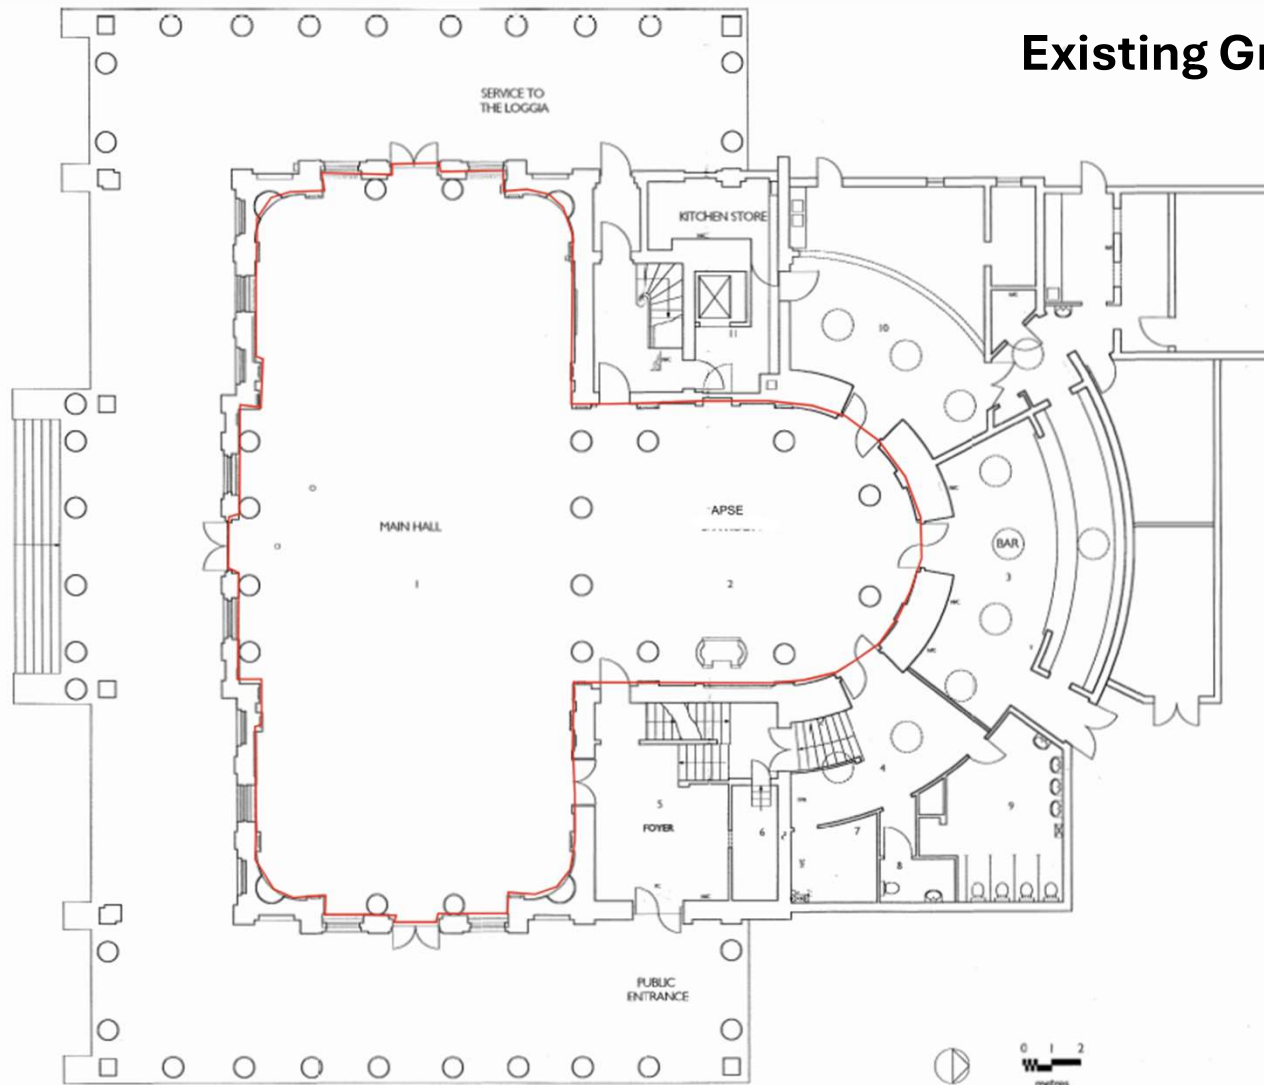 Existing Gr
SERVICE TO
THE LOGGIA
KITCHEN STORE
11
10
MAIN HALL
1
APSE
2
BAR
3
4
5
FOYER
6
7
8
9
PUBLIC
ENTRANCE
0 1 2
metres